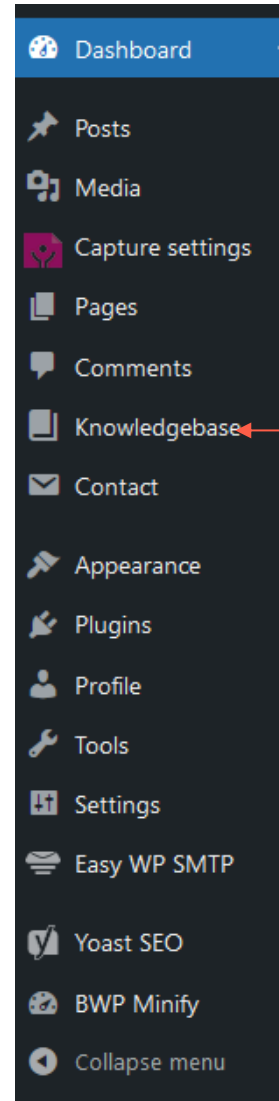 Dashboard
Posts
Media
Capture settings
Pages
Comments
Knowledgebase
Contact
Appearance
Plugins
Profile
Tools
Settings
Easy WP SMTP
Yoast SEO
BWP Minify
Collapse menu